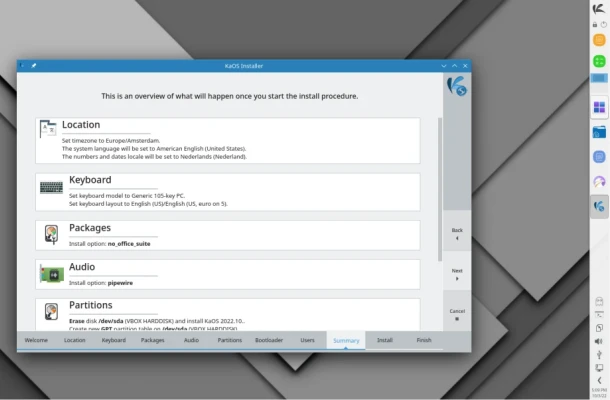 KaOS Installer
This is an overview of what will happen once you start the install procedure.
Location
Set timezone to Europe/Amsterdam.
The system language will be set to American English (United States).
The numbers and dates locale will be set to Nederlands (Nederland).
Keyboard
Set keyboard model to Generic 105-key PC.
Set keyboard layout to English (US)/English (US, euro on 5).
Packages
Install option: no_office_suite
Audio
Install option: pipewire
Partitions
Erase disk /dev/sda (VBOX HARDDISK) and install KaOS 2022.10..
Create new GPT partition table on /dev/sda (VBOX HARDDISK).
Back
Next
Cancel
Welcome Location Keyboard Packages Audio Partitions Bootloader Users Summary Install Finish